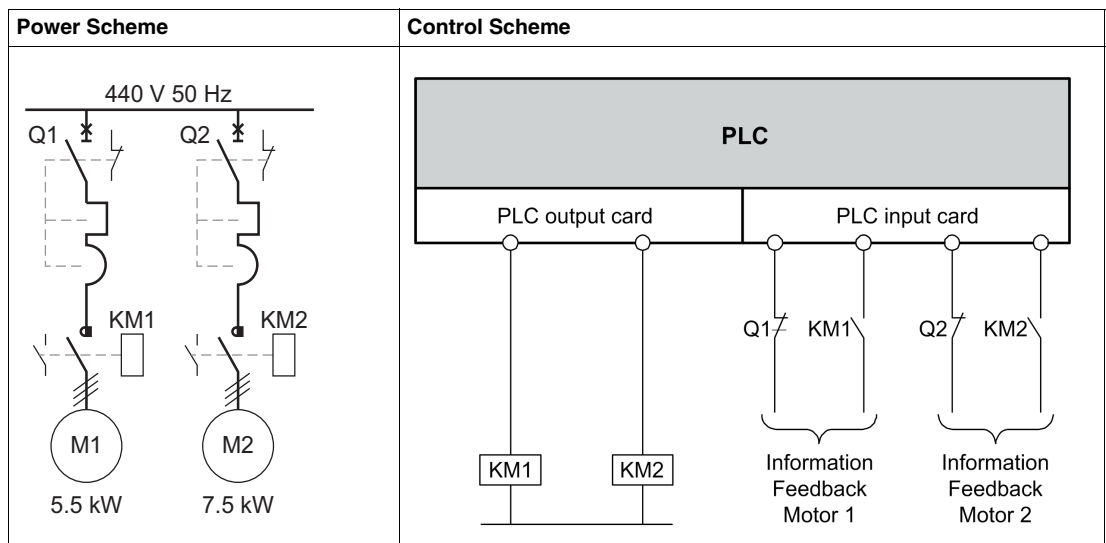 Power Scheme
Control Scheme
440 V 50 Hz
Q1
Q2
KM1
KM2
M1
M2
5.5 kW
7.5 kW
PLC
PLC output card
PLC input card
Q1
KM1
Q2
KM2
KM1
KM2
Information
Feedback
Motor 1
Information
Feedback
Motor 2